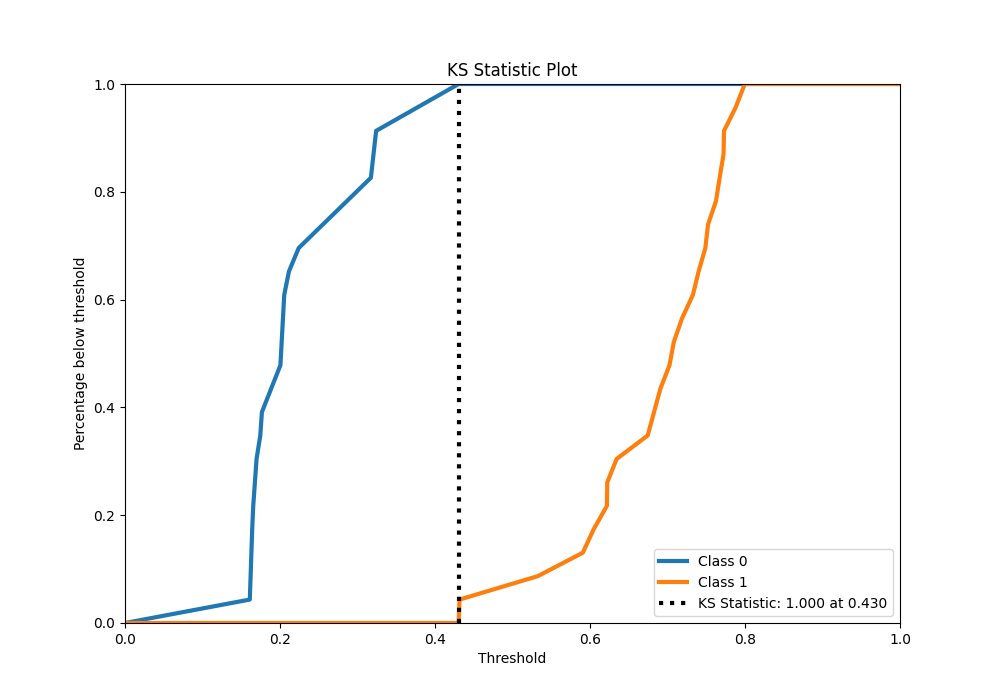 KS Statistic Plot
1.0
0.8
0.6
0.4
0.2
0.0
Percentage below threshold
0.0 0.2 0.4 0.6 0.8 1.0
Threshold
Class 0
Class 1
KS Statistic: 1.000 at 0.430